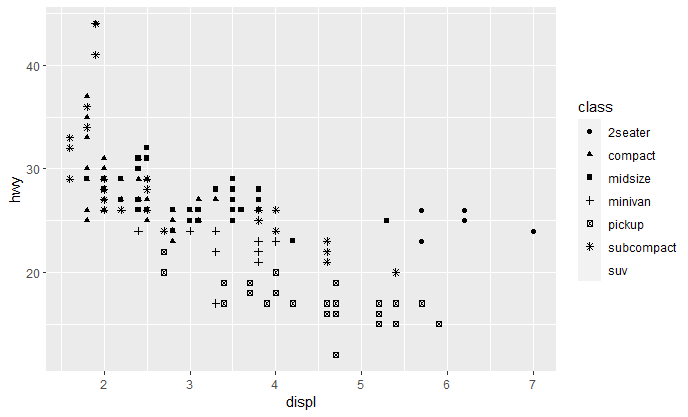 40
30
20
hwy
2 3 4 5 6 7
displ
class
2seater
compact
midsize
minivan
pickup
subcompact
suv